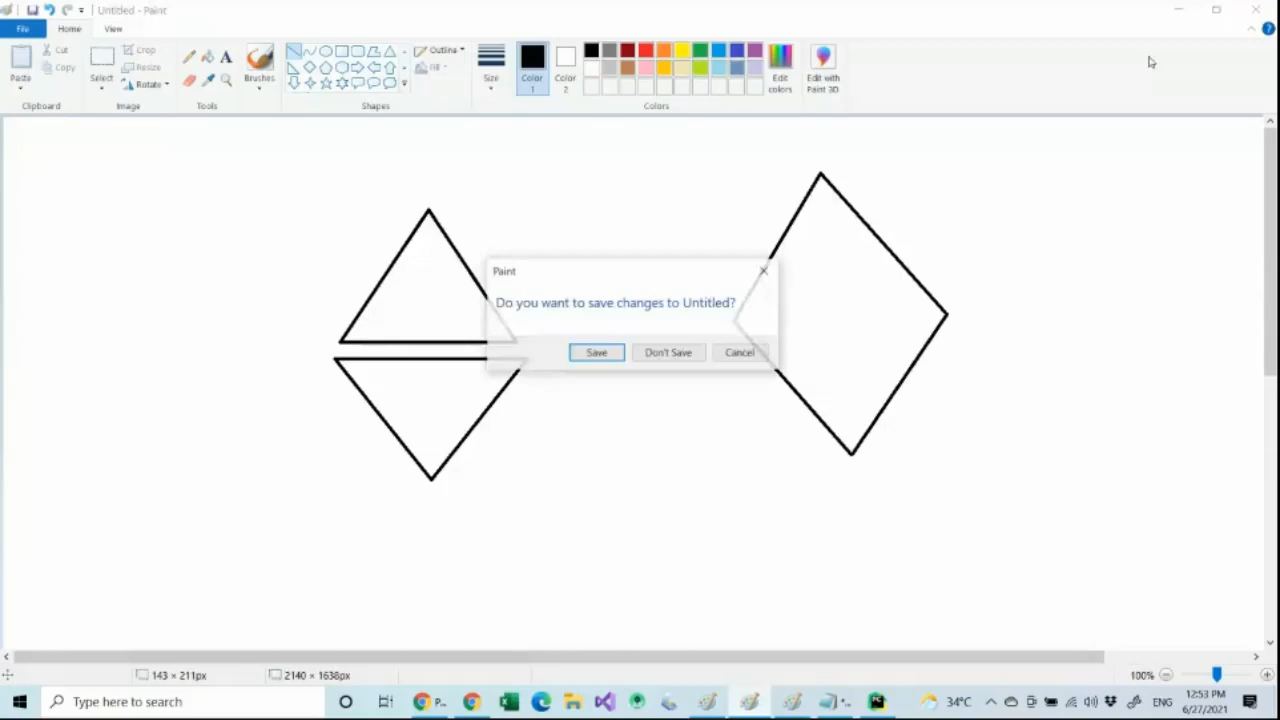 Untitled - Paint
File Home View
Paste
Cut
Copy
Clipboard
Select
Crop
Resize
Rotate
Image
Tools
Brushes
Outline
Fill
Shapes
Size
Color 1
Color 2
Colors
Edit colors
Edit with Paint 3D
Paint
Do you want to save changes to Untitled?
Save Don't Save Cancel
143 × 211px 2140 × 1638px 100%
Type here to search
P...
34°C
ENG
12:53 PM
6/27/2021